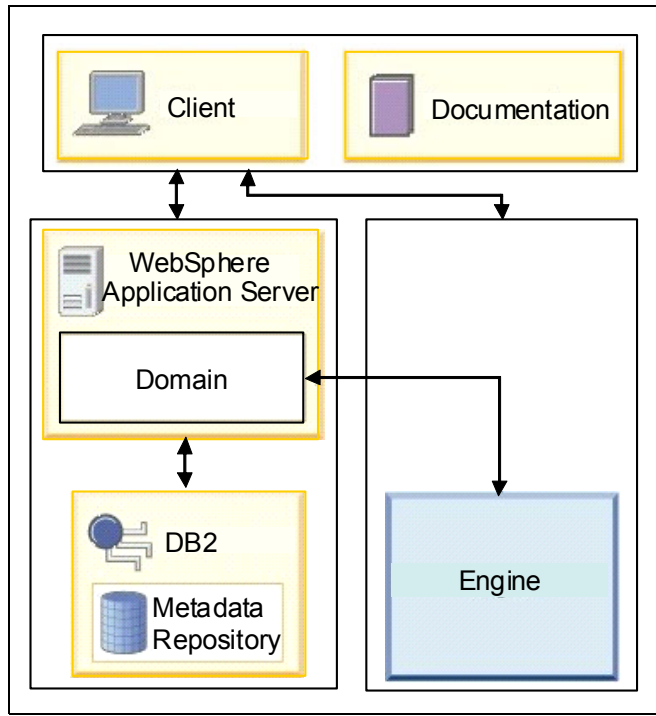 Client
Documentation
WebSphere
Application Server
Domain
DB2
Metadata
Repository
Engine